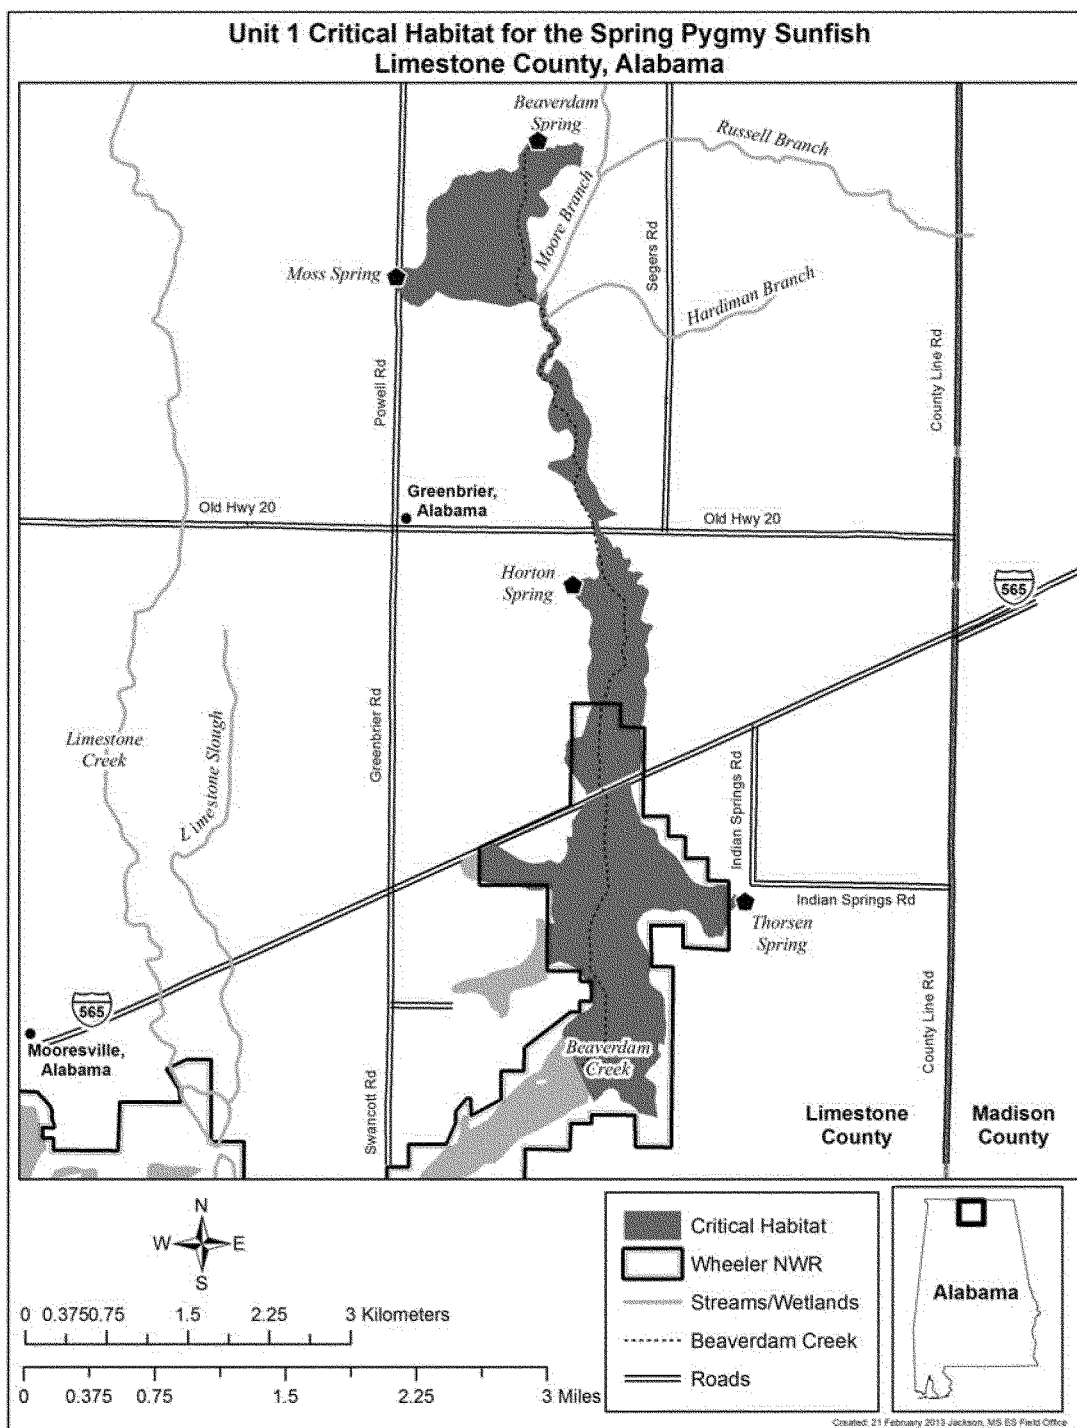 Unit 1 Critical Habitat for the Spring Pygmy Sunfish
Limestone County, Alabama
Beaverdam
Spring
Russell Branch
Moore Branch
Segers Rd
Moss Spring
Hardiman Branch
Powell Rd
County Line Rd
Greenbrier,
Alabama
Old Hwy 20
Old Hwy 20
Horton
Spring
565
Limestone
Creek
Limestone Slough
Greenbrier Rd
Indian Springs Rd
Indian Springs Rd
Thorsen
Spring
565
Mooresville,
Alabama
County Line Rd
Beaverdam
Creek
Swancott Rd
Limestone
County
Madison
County
N
W E
S
0 0.375 0.75 1.5 2.25 3 Kilometers
0 0.375 0.75 1.5 2.25 3 Miles
Critical Habitat
Wheeler NWR
Streams/Wetlands
Beaverdam Creek
Roads
Alabama
Created: 21 February 2013 Jackson, MS ES Field Office